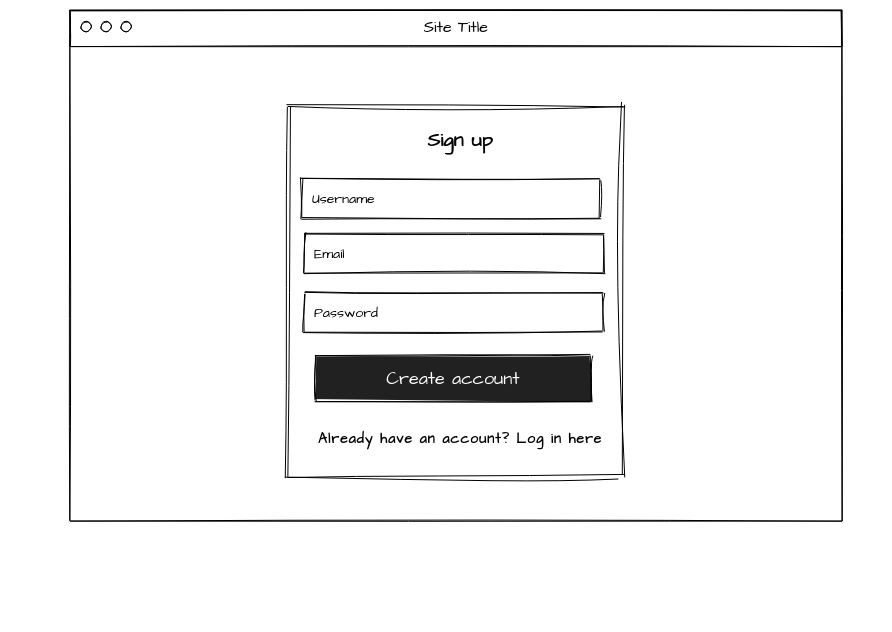 Site Title
Sign up
Username
Email
Password
Create account
Already have an account? Log in here